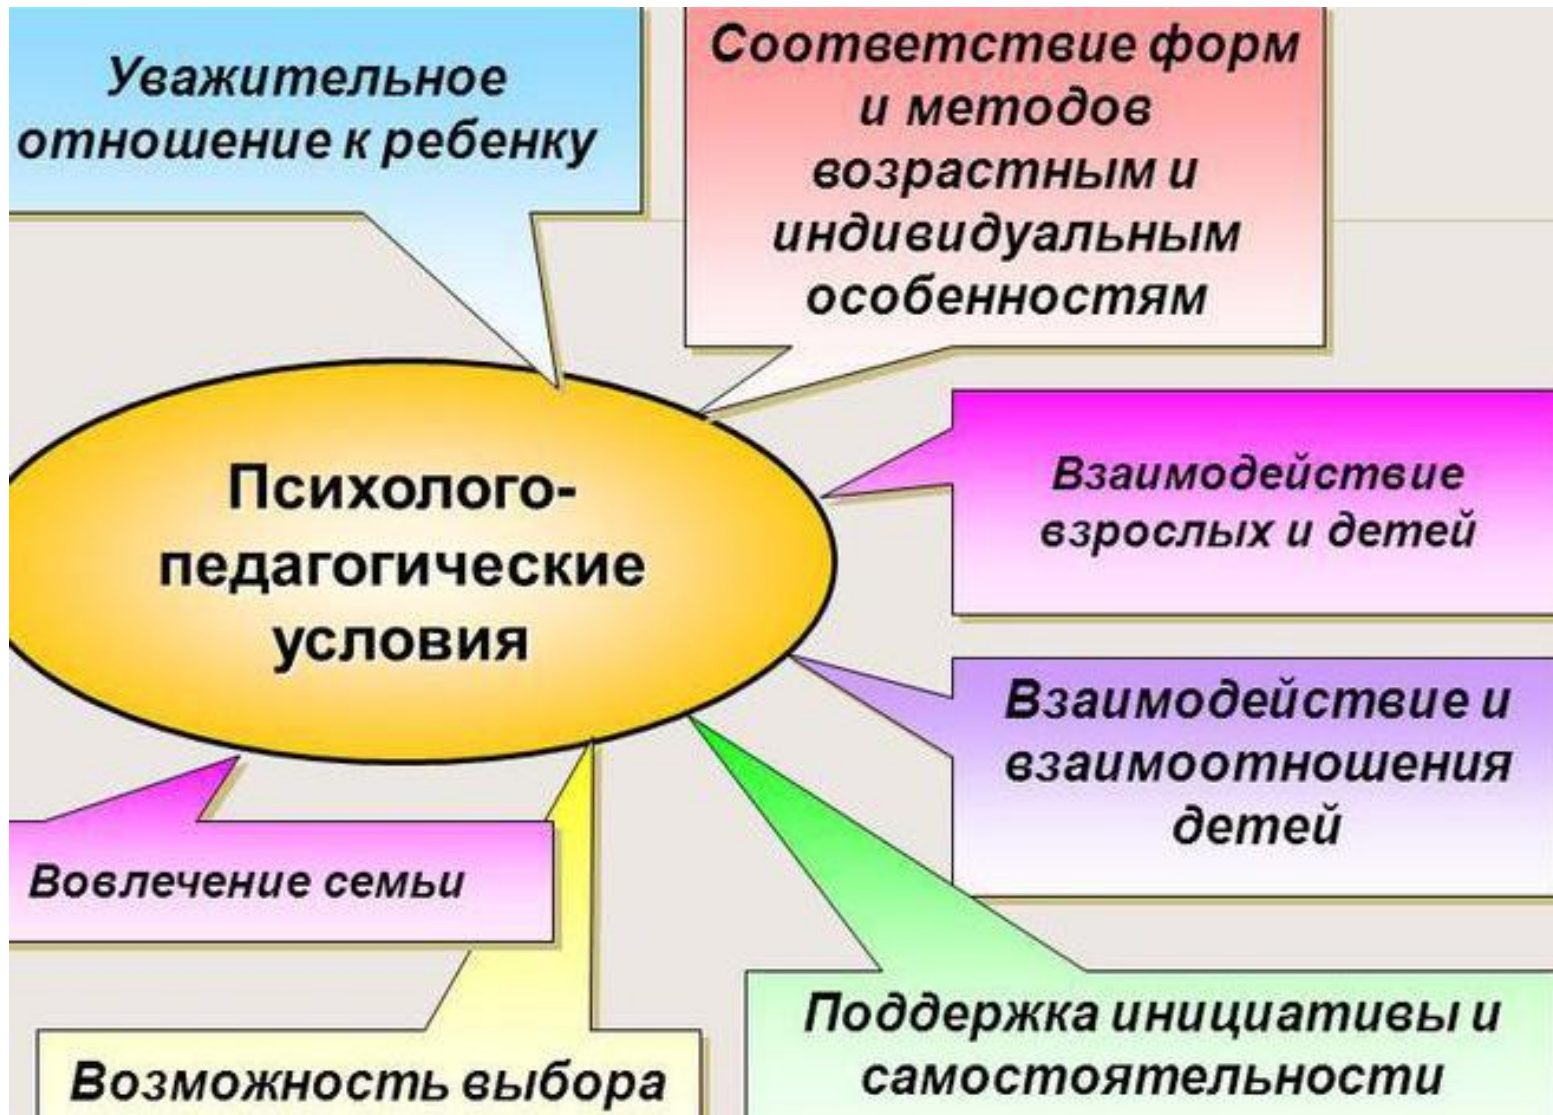 Уважительное
отношение к ребенку
Соответствие форм
и методов
возрастным и
индивидуальным
особенностям
Психолого-
педагогические
условия
Взаимодействие
взрослых и детей
Взаимодействие и
взаимоотношения
детей
Вовлечение семьи
Возможность выбора
Поддержка инициативы и
самостоятельности